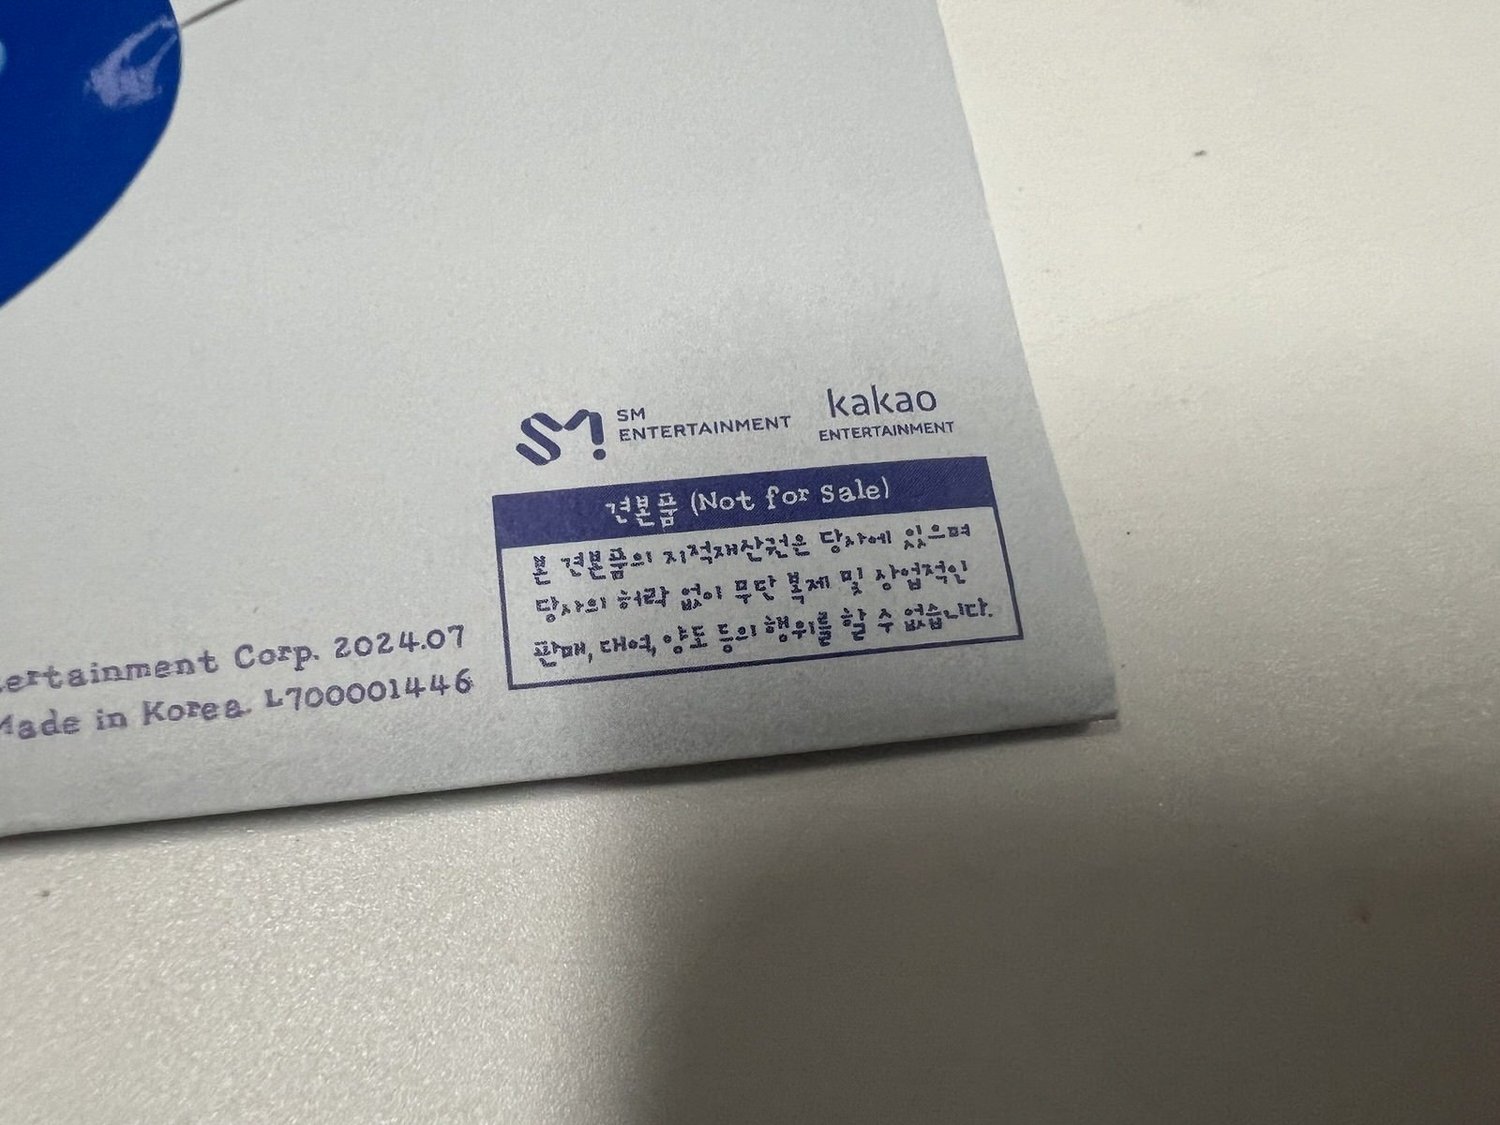 SM
ENTERTAINMENT
kakao
ENTERTAINMENT
견본품 (Not for Sale)
본 견본품의 지적재산권은 당사에 있으며
당사의 허락 없이 무단 복제 및 상업적인
판매, 대여, 양도 등의 행위를 할 수 없습니다.
ertainment Corp. 2024.07
Made in Korea. L700001446